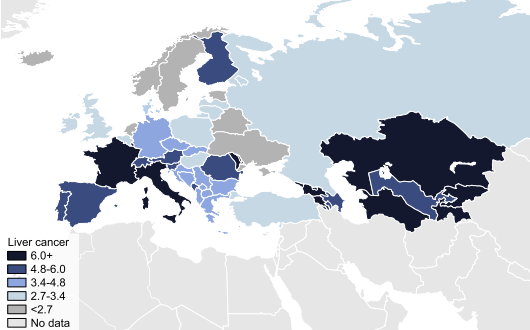 Liver cancer
6.0+
4.8-6.0
3.4-4.8
2.7-3.4
<2.7
No data